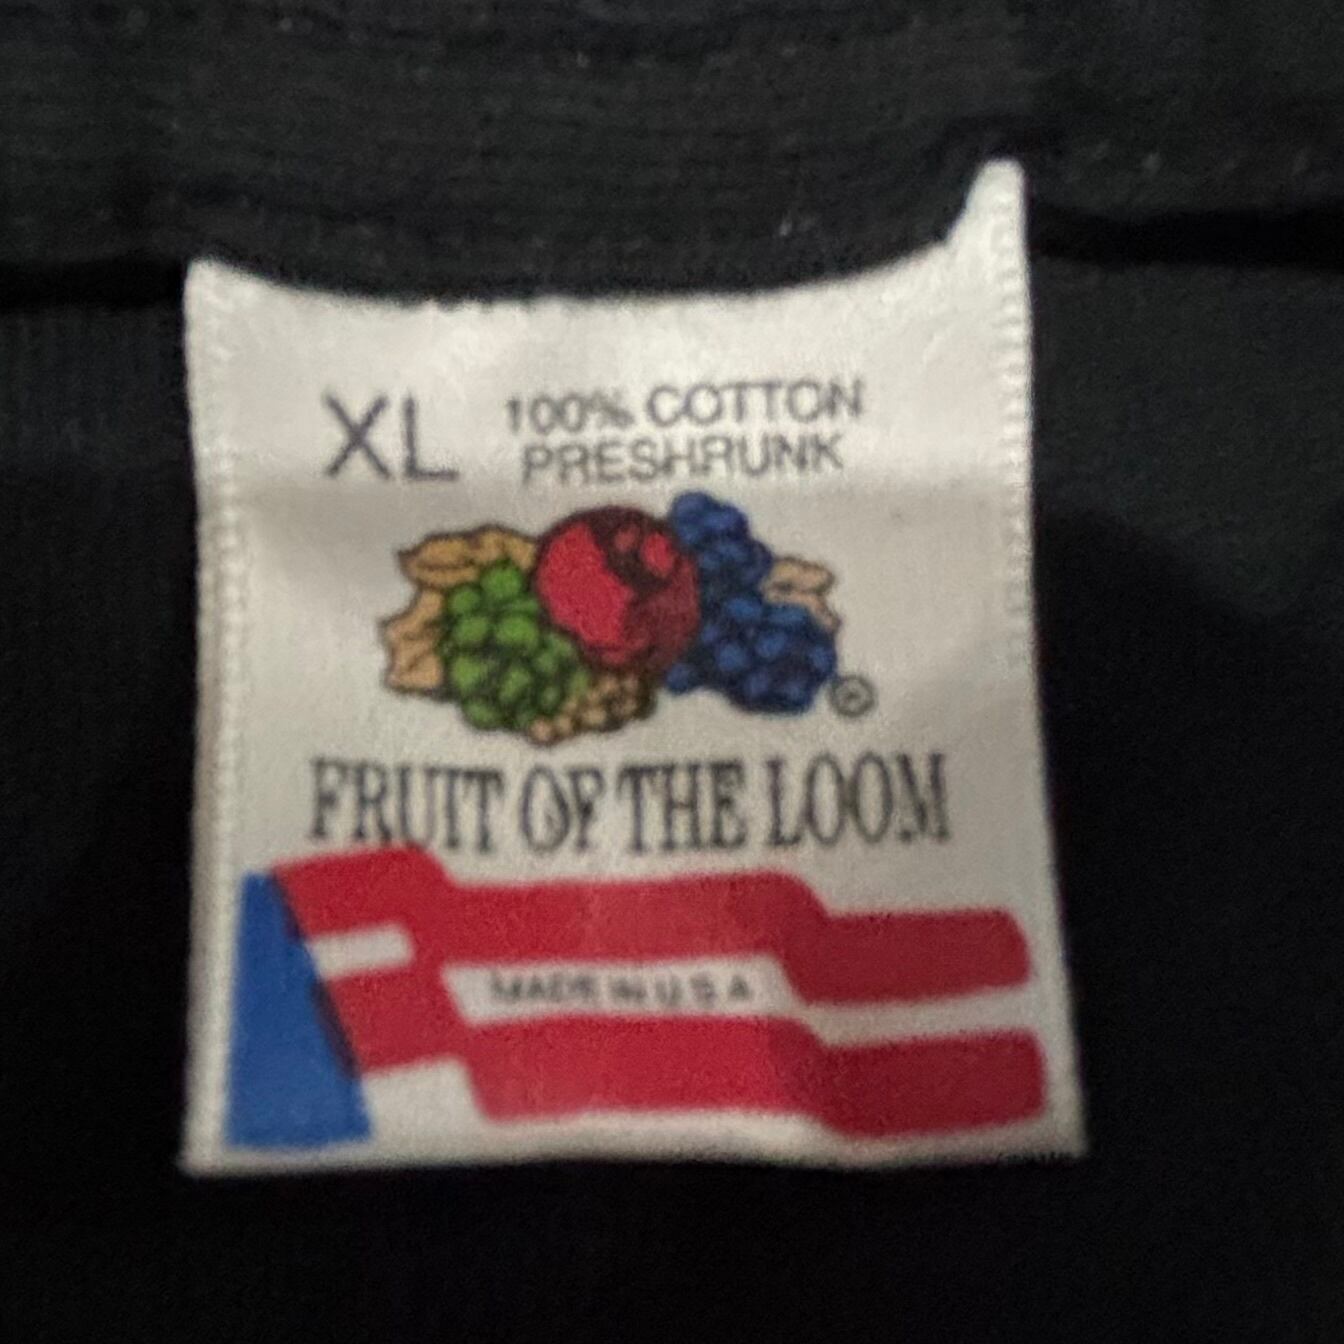 XL 100% COTTON
PRESHRUNK
®
FRUIT OF THE LOOM
MADE IN U S A